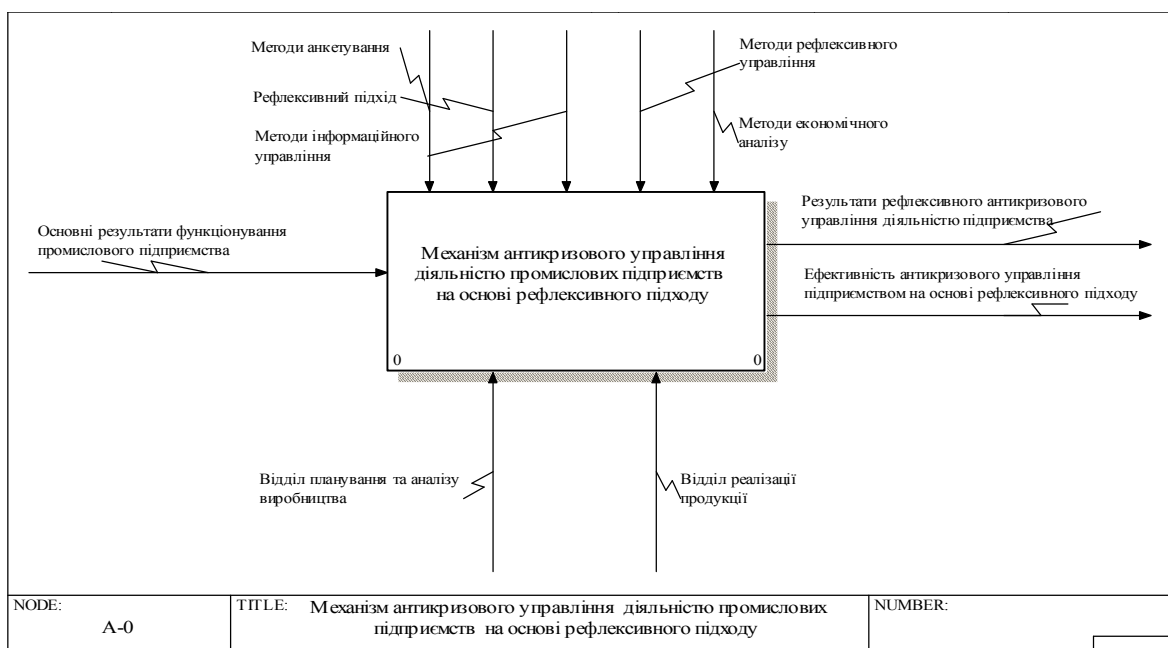 Методи анкетування
Рефлексивний підхід
Методи інформаційного
управління
Методи рефлексивного
управління
Методи економічного
аналізу
Основні результати функціонування
промислового підприємства
Механізм антикризового управління
діяльністю промислових підприємств
на основі рефлексивного підходу
0
0
Результати рефлексивного антикризового
управління діяльністю підприємства
Ефективність антикризового управління
підприємством на основі рефлексивного підходу
Відділ планування та аналізу
виробництва
Відділ реалізації
продукції
NODE:
A-0
TITLE: Механізм антикризового управління діяльністю промислових
підприємств на основі рефлексивного підходу
NUMBER: